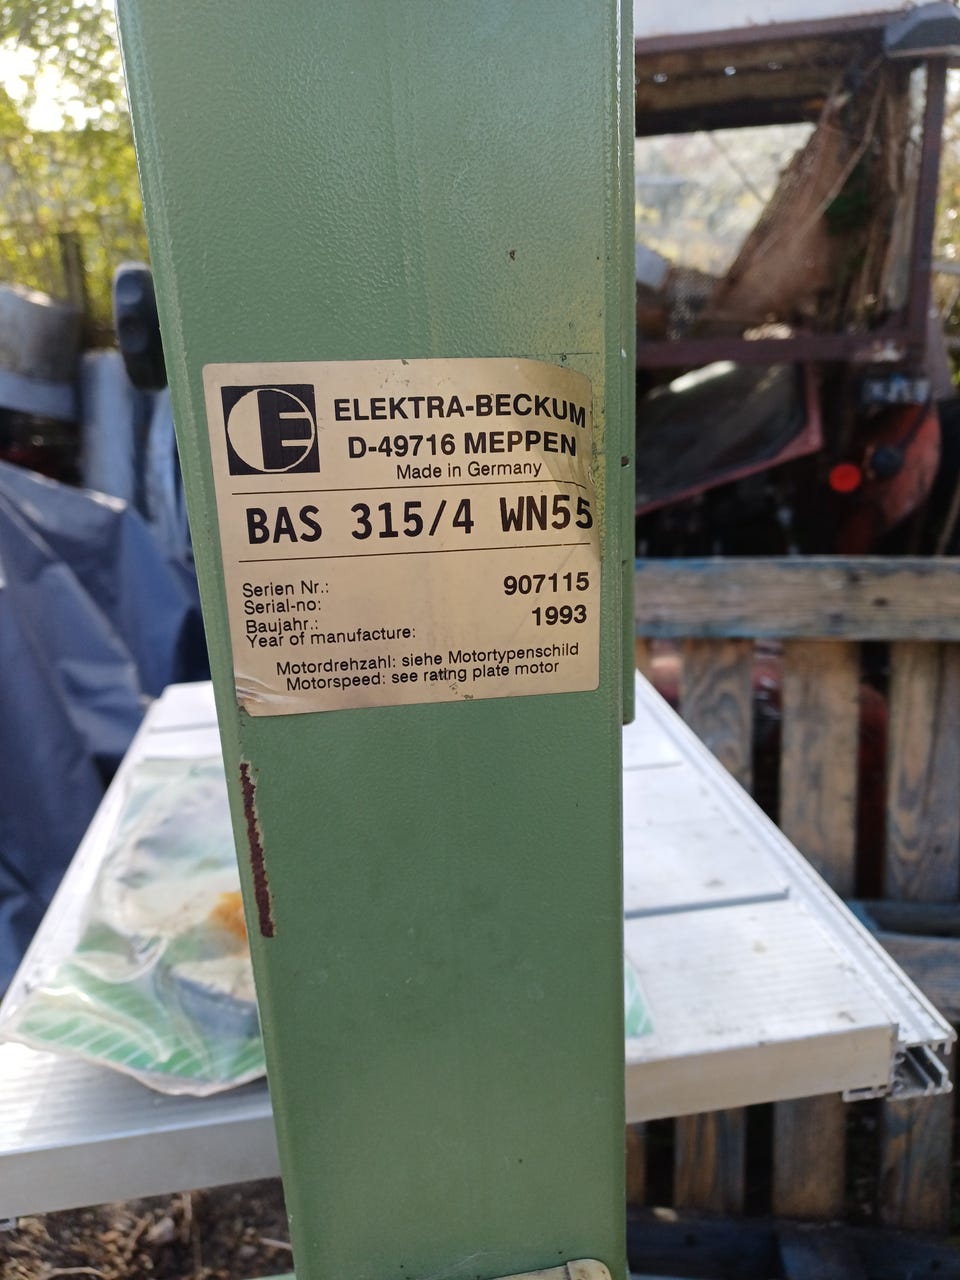 E
ELEKTRA-BECKUM
D-49716 MEPPEN
Made in Germany
BAS 315/4 WN55
Serien Nr.: 907115
Serial-no:
Baujahr.: 1993
Year of manufacture:
Motordrehzahl: siehe Motortypenschild
Motorspeed: see rating plate motor